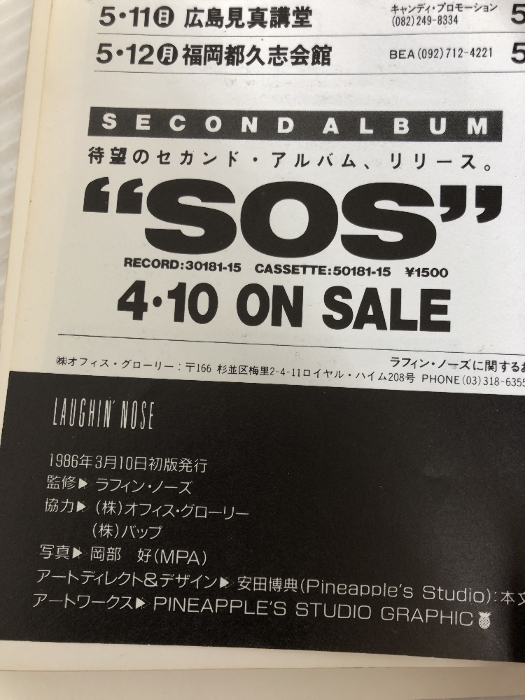 5・11㊐ 広島見真講堂 キャンディ・プロモーション (082)249-8334 5
5・12㊊ 福岡都久志会館 BEA(092)712-4221 5
SECOND ALBUM
待望のセカンド・アルバム、リリース。
“SOS”
RECORD:30181-15 CASSETTE:50181-15 ¥1500
4・10 ON SALE
ラフィン・ノーズに関するお
㈱オフィス・グローリー:〒166 杉並区梅里2-4-11ロイヤル・ハイム208号 PHONE(03)318-6355
LAUGHIN' NOSE
1986年3月10日初版発行
監修▶ラフィン・ノーズ
協力▶(株)オフィス・グローリー
(株)バップ
写真▶岡部 好(MPA)
アートディレクト&デザイン▶安田博典(Pineapple's Studio):本文
アートワークス▶PINEAPPLE'S STUDIO GRAPHIC